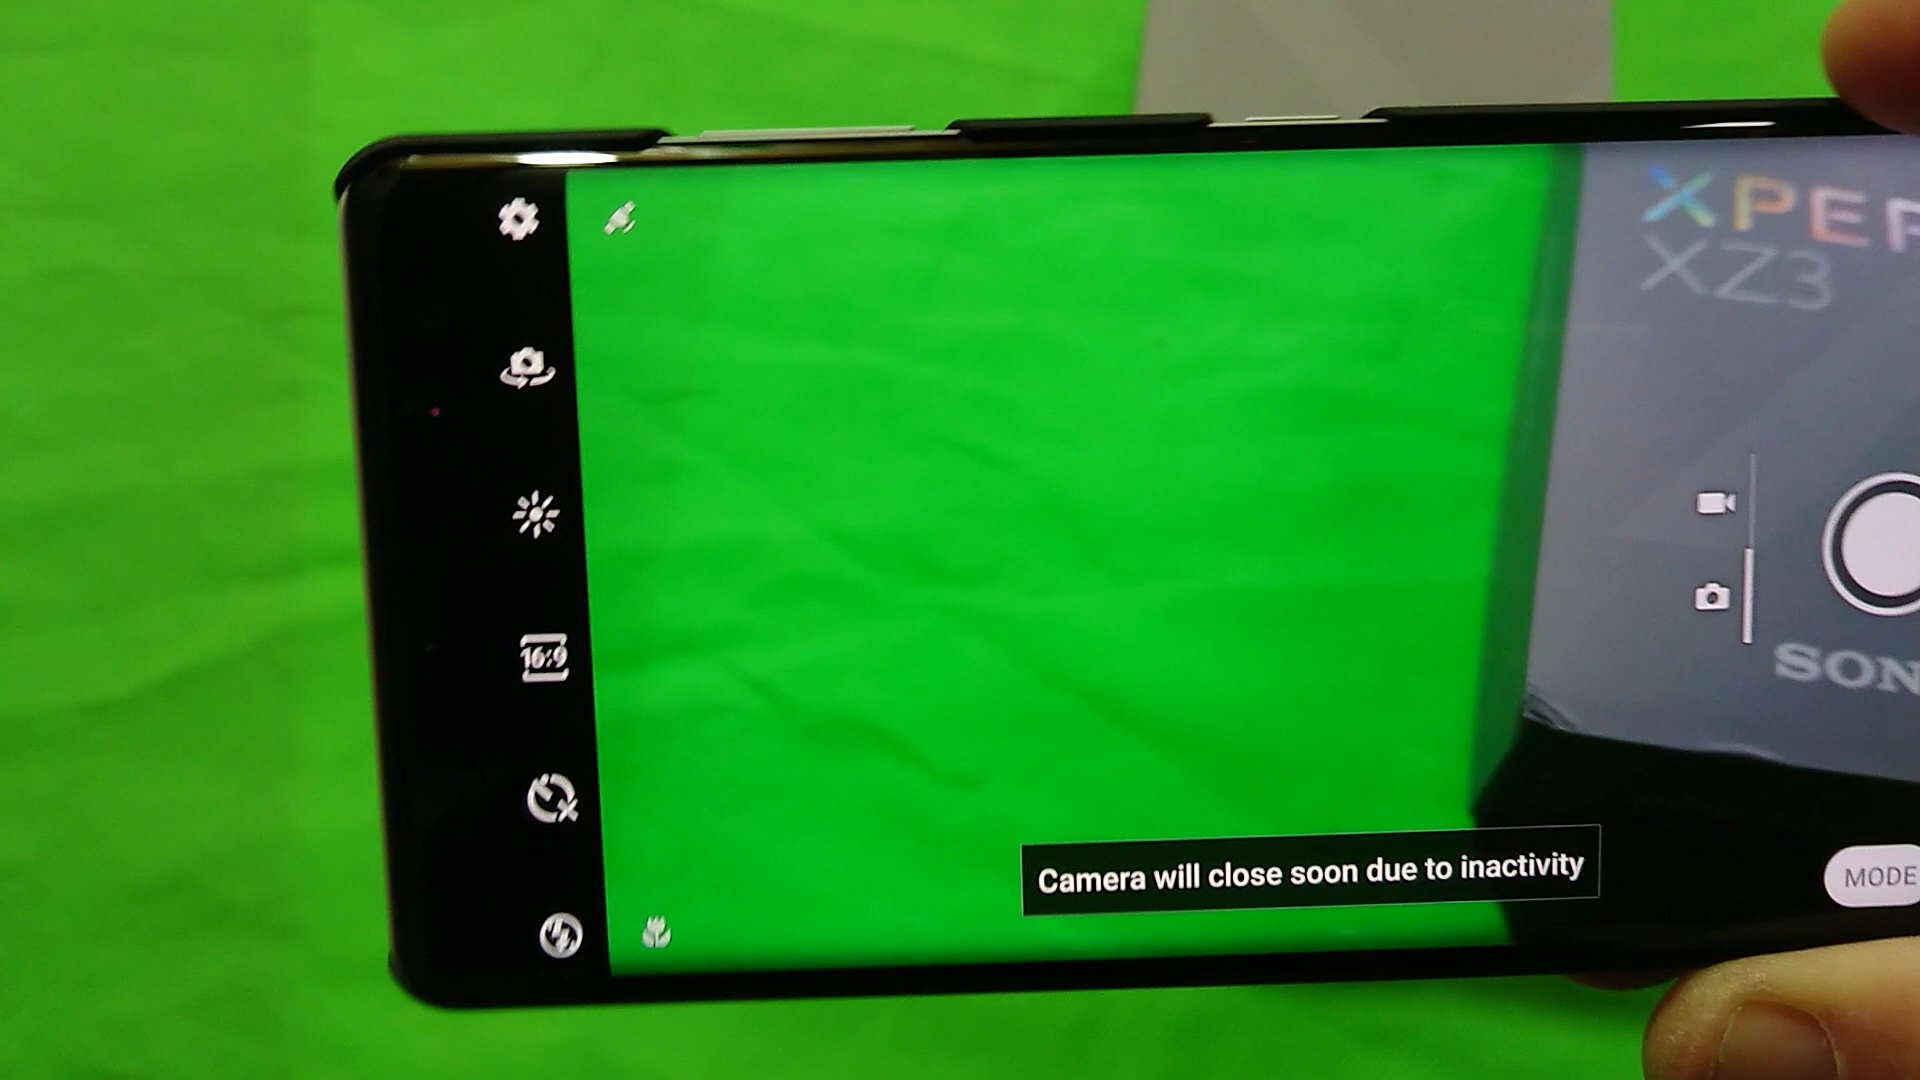 XPER
XZ3
16:9
SON
Camera will close soon due to inactivity
MODE